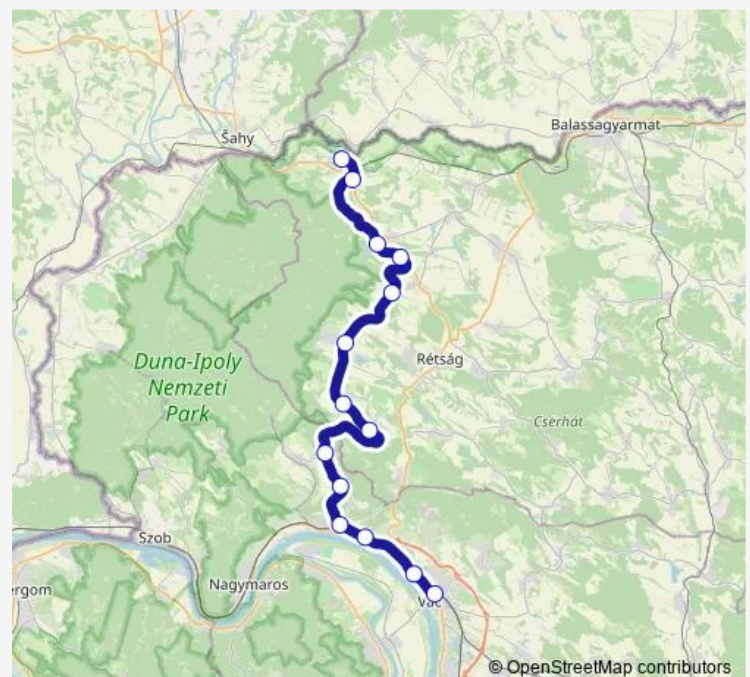 Šahy
Balassagyarmat
Duna-Ipoly
Nemzeti
Park
Rétság
Cserhát
Szob
Nagymaros
ergom
Vác
© OpenStreetMap contributors